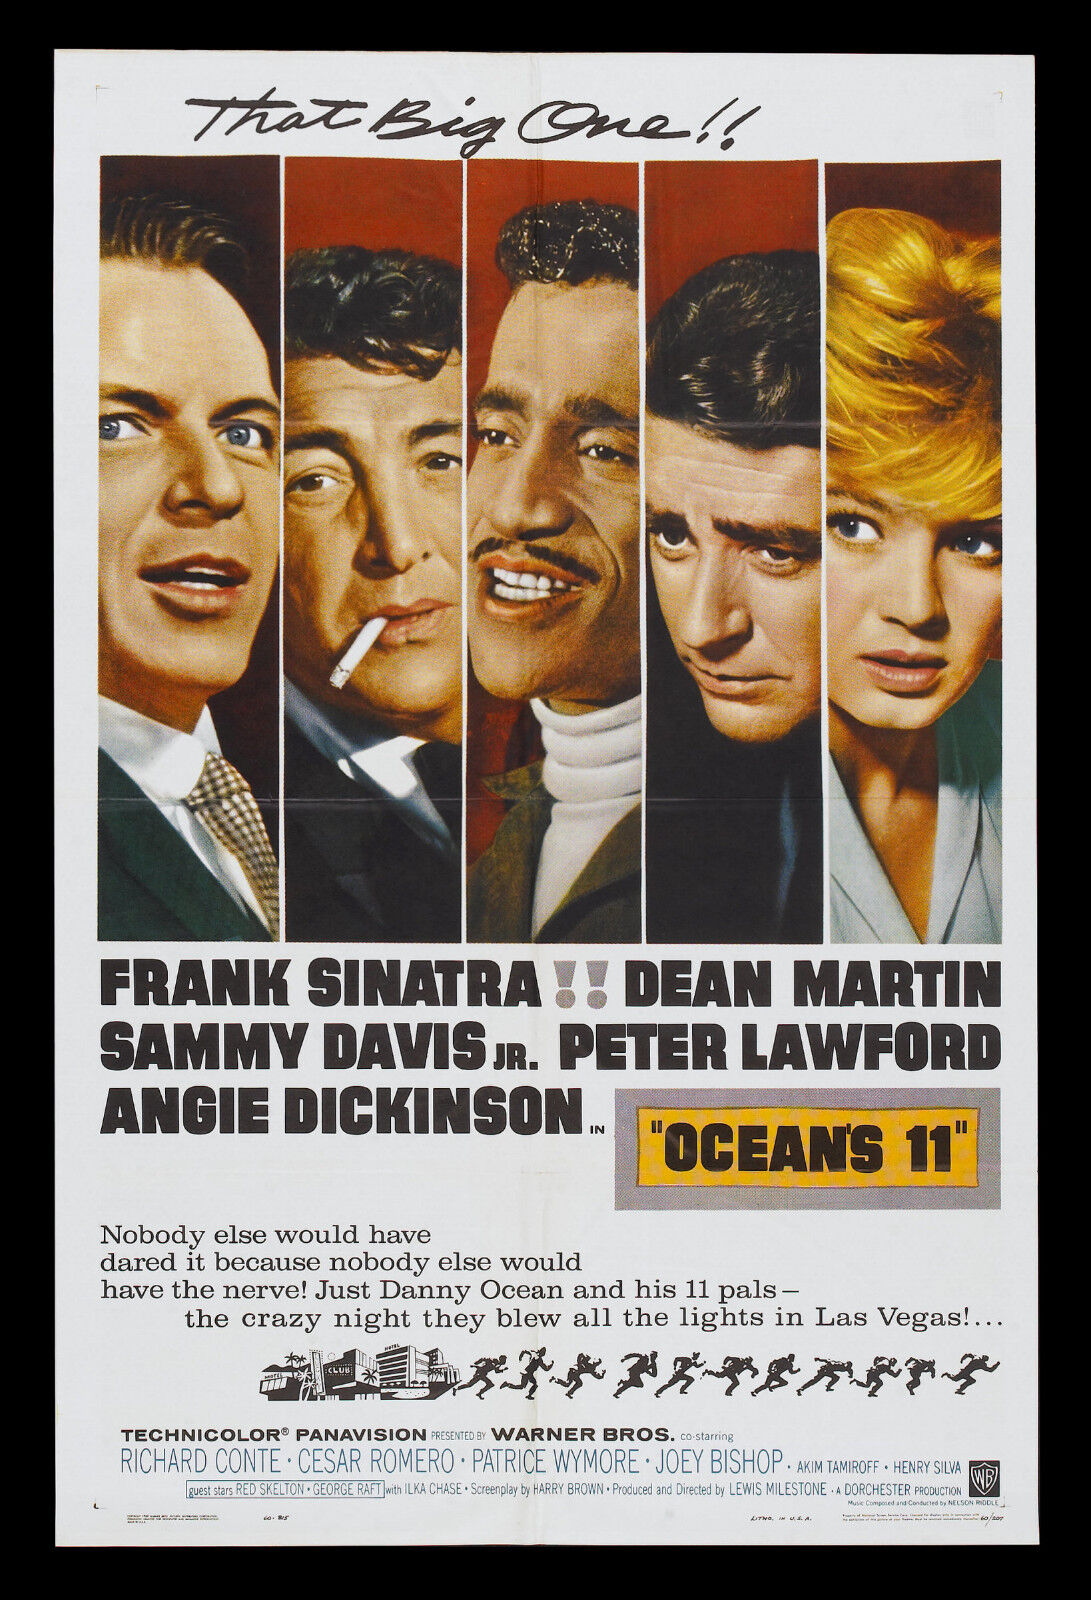 That Big One!!
FRANK SINATRA !! DEAN MARTIN
SAMMY DAVIS JR. PETER LAWFORD
ANGIE DICKINSON IN "OCEAN'S 11"
Nobody else would have
dared it because nobody else would
have the nerve! Just Danny Ocean and his 11 pals –
the crazy night they blew all the lights in Las Vegas!...
MOTEL CLUB HOTEL
TECHNICOLOR® PANAVISION PRESENTED BY WARNER BROS. co-starring
RICHARD CONTE · CESAR ROMERO · PATRICE WYMORE · JOEY BISHOP · AKIM TAMIROFF · HENRY SILVA
WB
guest stars RED SKELTON · GEORGE RAFT with ILKA CHASE · Screenplay by HARRY BROWN · Produced and Directed by LEWIS MILESTONE · A DORCHESTER PRODUCTION
Music Composed and Conducted by NELSON RIDDLE
60-815 LITHO. IN U.S.A. 60/207